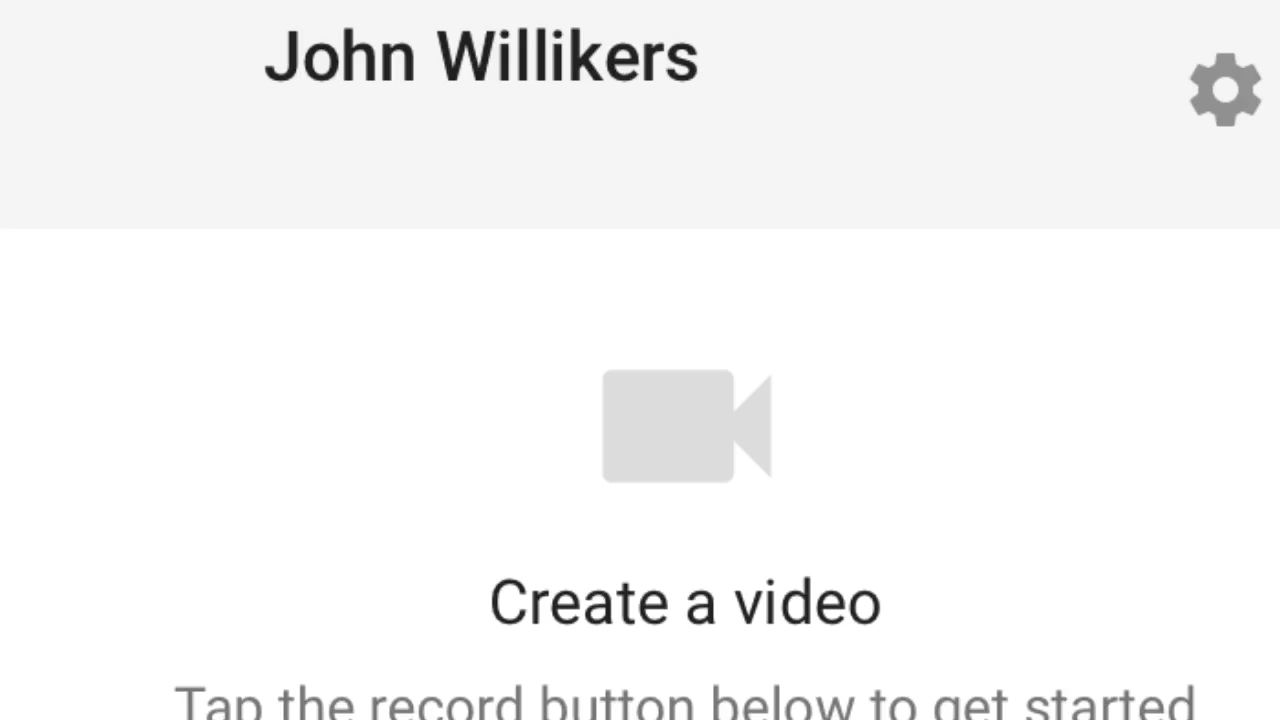 John Willikers
Create a video
Tap the record button below to get started